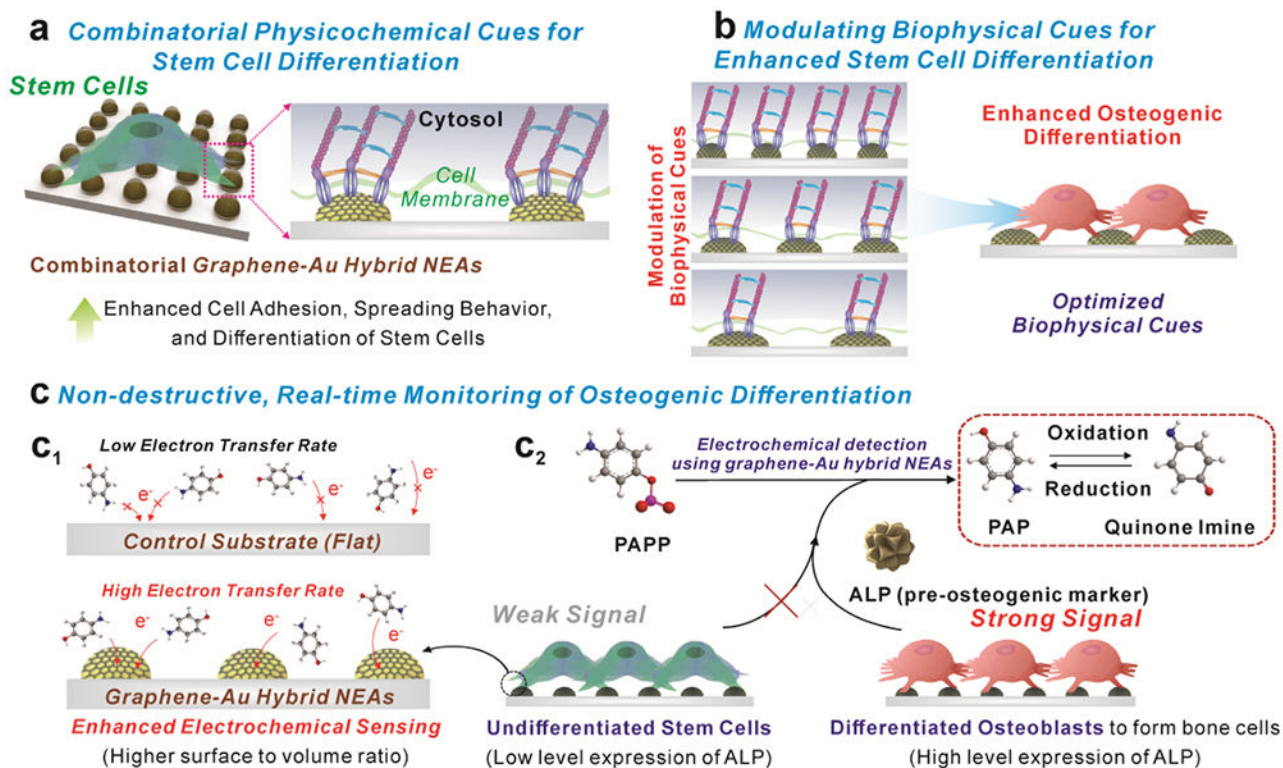 a Combinatorial Physicochemical Cues for
Stem Cell Differentiation
Stem Cells
Cytosol
Cell
Membrane
Combinatorial Graphene-Au Hybrid NEAs
Enhanced Cell Adhesion, Spreading Behavior,
and Differentiation of Stem Cells
b Modulating Biophysical Cues for
Enhanced Stem Cell Differentiation
Modulation of
Biophysical Cues
Enhanced Osteogenic
Differentiation
Optimized
Biophysical Cues
c Non-destructive, Real-time Monitoring of Osteogenic Differentiation
c1
Low Electron Transfer Rate
e-
e-
e-
e-
Control Substrate (Flat)
High Electron Transfer Rate
e-
e-
e-
e-
Graphene-Au Hybrid NEAs
Enhanced Electrochemical Sensing
(Higher surface to volume ratio)
c2
PAPP
Electrochemical detection
using graphene-Au hybrid NEAs
Oxidation
Reduction
PAP
Quinone Imine
ALP (pre-osteogenic marker)
Weak Signal
Strong Signal
Undifferentiated Stem Cells
(Low level expression of ALP)
Differentiated Osteoblasts to form bone cells
(High level expression of ALP)